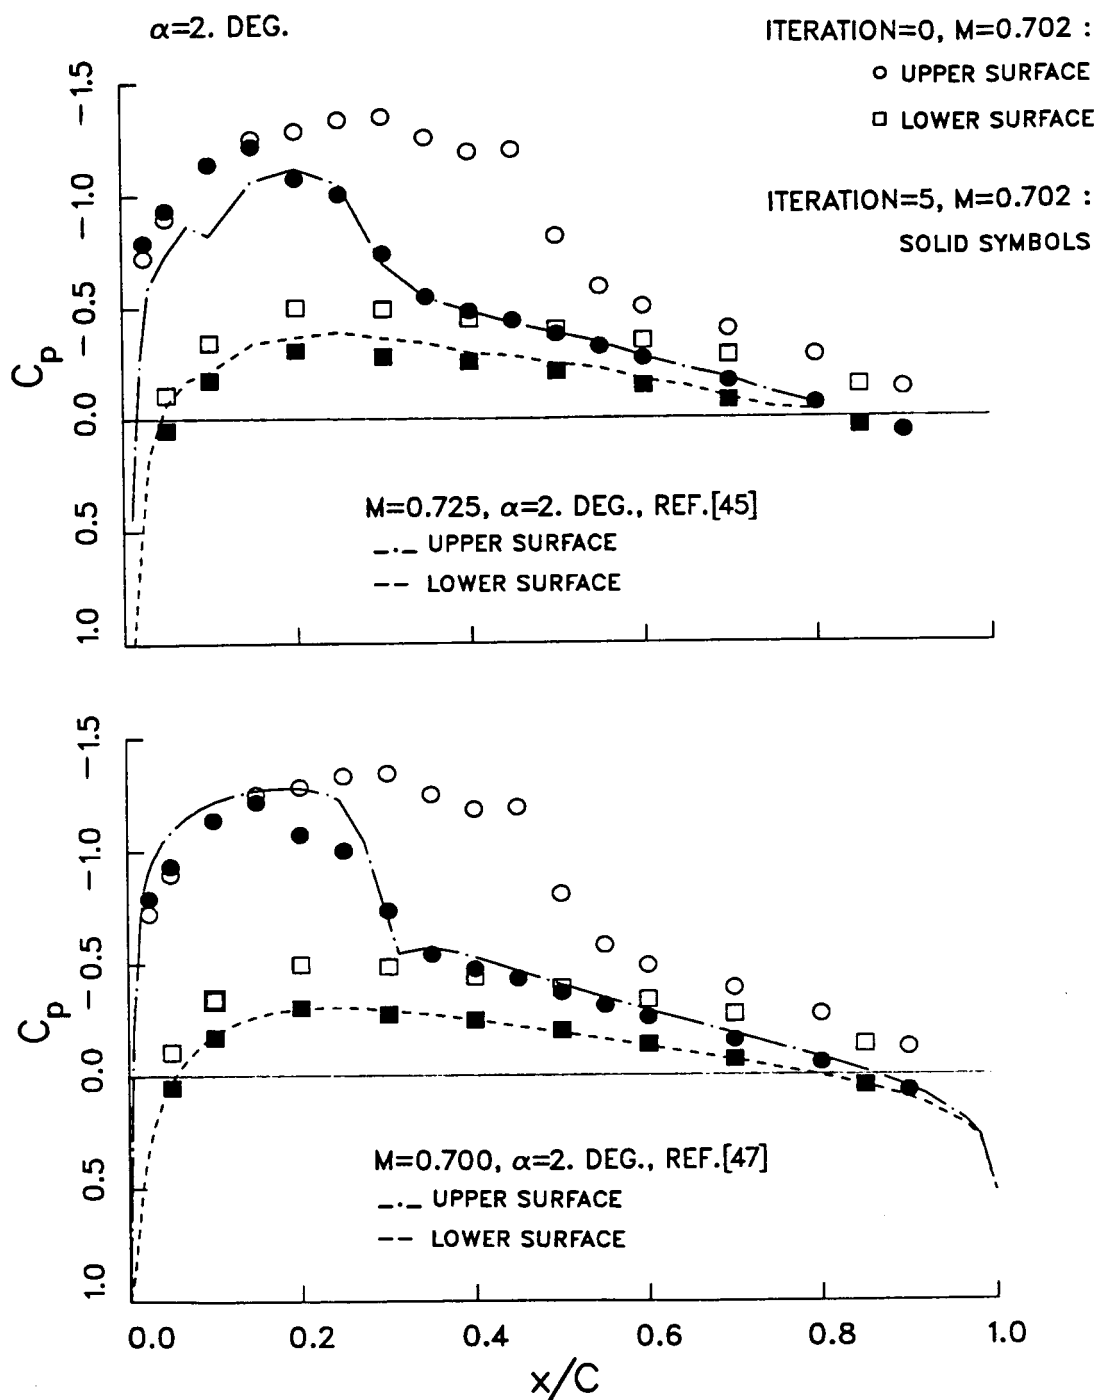 α=2. DEG.
ITERATION=0, M=0.702 :
○ UPPER SURFACE
□ LOWER SURFACE
ITERATION=5, M=0.702 :
SOLID SYMBOLS
−1.5
−1.0
−0.5
0.0
0.5
1.0
Cp
M=0.725, α=2. DEG., REF.[45]
—·— UPPER SURFACE
-- LOWER SURFACE
−1.5
−1.0
−0.5
0.0
0.5
1.0
Cp
M=0.700, α=2. DEG., REF.[47]
—·— UPPER SURFACE
-- LOWER SURFACE
0.0 0.2 0.4 0.6 0.8 1.0
x/C